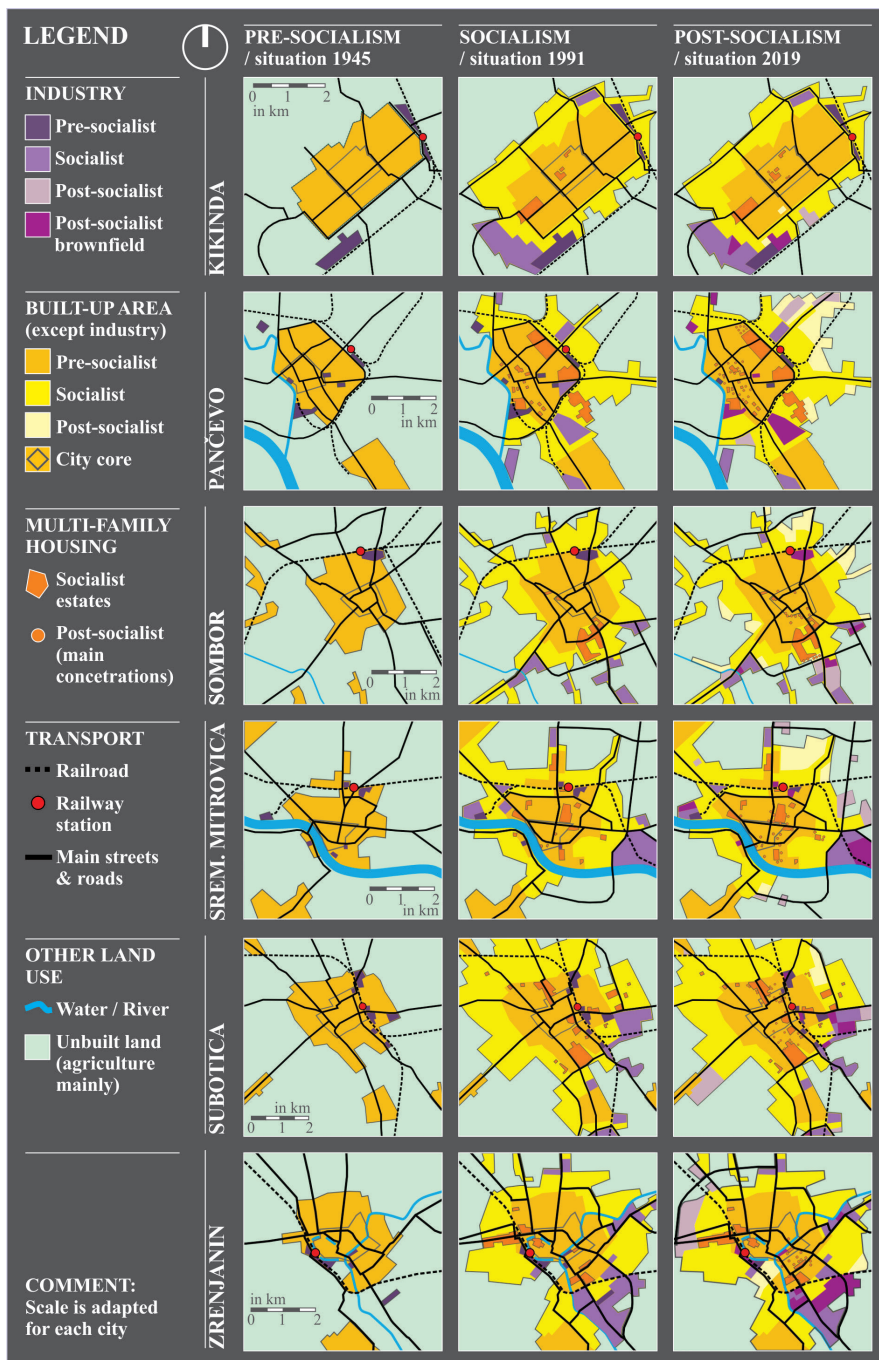 LEGEND
PRE-SOCIALISM
/ situation 1945
SOCIALISM
/ situation 1991
POST-SOCIALISM
/ situation 2019
INDUSTRY
Pre-socialist
Socialist
Post-socialist
Post-socialist
brownfield
BUILT-UP AREA
(except industry)
Pre-socialist
Socialist
Post-socialist
City core
MULTI-FAMILY
HOUSING
Socialist
estates
Post-socialist
(main
concetrations)
TRANSPORT
Railroad
Railway
station
Main streets
& roads
OTHER LAND
USE
Water / River
Unbuilt land
(agriculture
mainly)
COMMENT:
Scale is adapted
for each city
KIKINDA
0 1 2
in km
PANČEVO
0 1 2
in km
SOMBOR
0 1 2
in km
SREM. MITROVICA
0 1 2
in km
SUBOTICA
in km
0 1 2
ZRENJANIN
in km
0 1 2